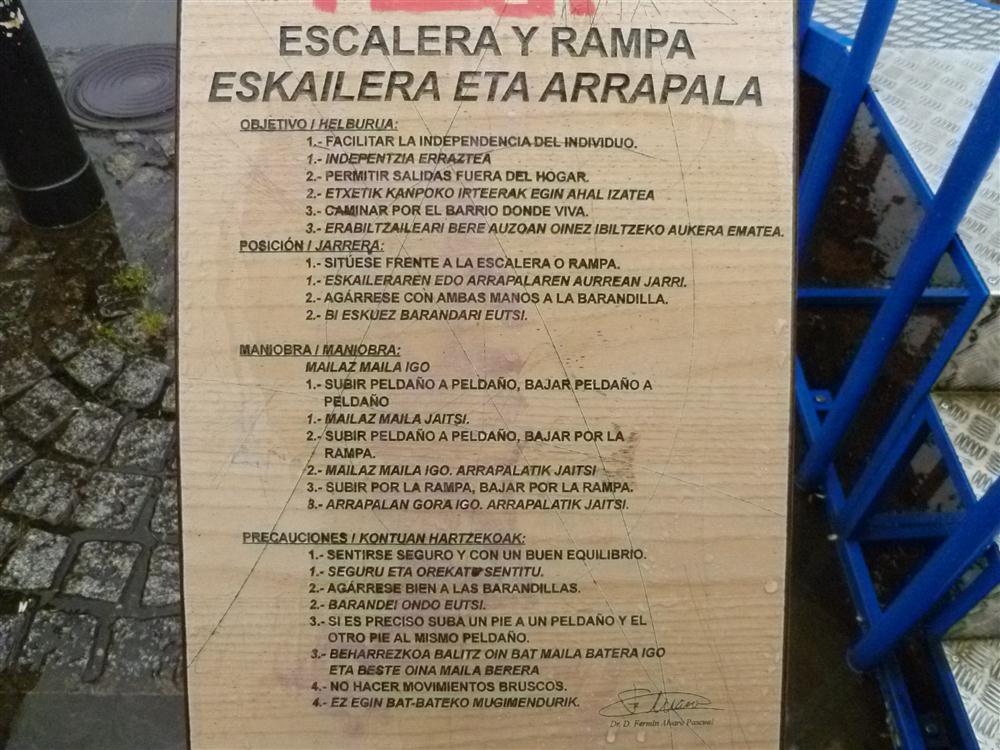 ESCALERA Y RAMPA
ESKAILERA ETA ARRAPALA
OBJETIVO / HELBURUA:
1.- FACILITAR LA INDEPENDENCIA DEL INDIVIDUO.
1.- INDEPENTZIA ERRAZTEA
2.- PERMITIR SALIDAS FUERA DEL HOGAR.
2.- ETXETIK KANPOKO IRTEERAK EGIN AHAL IZATEA
3.- CAMINAR POR EL BARRIO DONDE VIVA.
3.- ERABILTZAILEARI BERE AUZOAN OINEZ IBILTZEKO AUKERA EMATEA.
POSICIÓN / JARRERA:
1.- SITÚESE FRENTE A LA ESCALERA O RAMPA.
1.- ESKAILERAREN EDO ARRAPALAREN AURREAN JARRI.
2.- AGÁRRESE CON AMBAS MANOS A LA BARANDILLA.
2.- BI ESKUEZ BARANDARI EUTSI.
MANIOBRA / MANIOBRA:
MAILAZ MAILA IGO
1.- SUBIR PELDAÑO A PELDAÑO, BAJAR PELDAÑO A
PELDAÑO
1.- MAILAZ MAILA JAITSI.
2.- SUBIR PELDAÑO A PELDAÑO, BAJAR POR LA
RAMPA.
2.- MAILAZ MAILA IGO. ARRAPALATIK JAITSI
3.- SUBIR POR LA RAMPA, BAJAR POR LA RAMPA.
3.- ARRAPALAN GORA IGO. ARRAPALATIK JAITSI.
PRECAUCIONES / KONTUAN HARTZEKOAK:
1.- SENTIRSE SEGURO Y CON UN BUEN EQUILIBRIO.
1.- SEGURU ETA OREKATU SENTITU.
2.- AGÁRRESE BIEN A LAS BARANDILLAS.
2.- BARANDEI ONDO EUTSI.
3.- SI ES PRECISO SUBA UN PIE A UN PELDAÑO Y EL
OTRO PIE AL MISMO PELDAÑO.
3.- BEHARREZKOA BALITZ OIN BAT MAILA BATERA IGO
ETA BESTE OINA MAILA BERERA
4.- NO HACER MOVIMIENTOS BRUSCOS.
4.- EZ EGIN BAT-BATEKO MUGIMENDURIK.
Dr. D. Fermín Alvaro Pascual